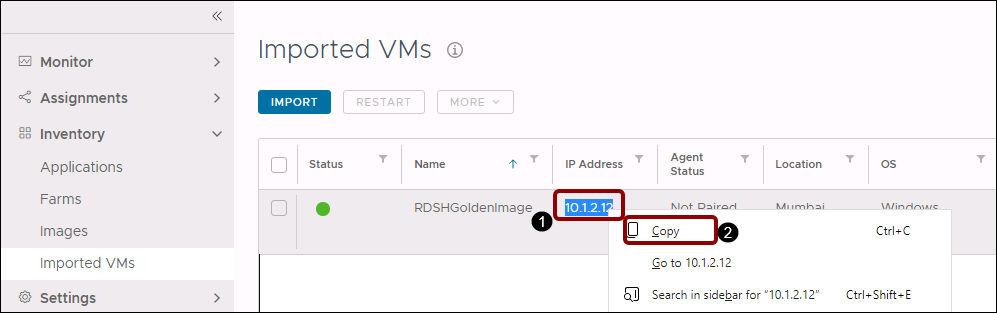 «
Imported VMs
Monitor
Assignments
IMPORT RESTART MORE
Inventory
Status Name IP Address Agent Status Location OS
Applications
Farms
RDSHGoldenImage 10.1.2.12 Not Paired Mumbai Windows
1
Images
Copy Ctrl+C
2
Imported VMs
Go to 10.1.2.12
Settings
Search in sidebar for “10.1.2.12” Ctrl+Shift+E